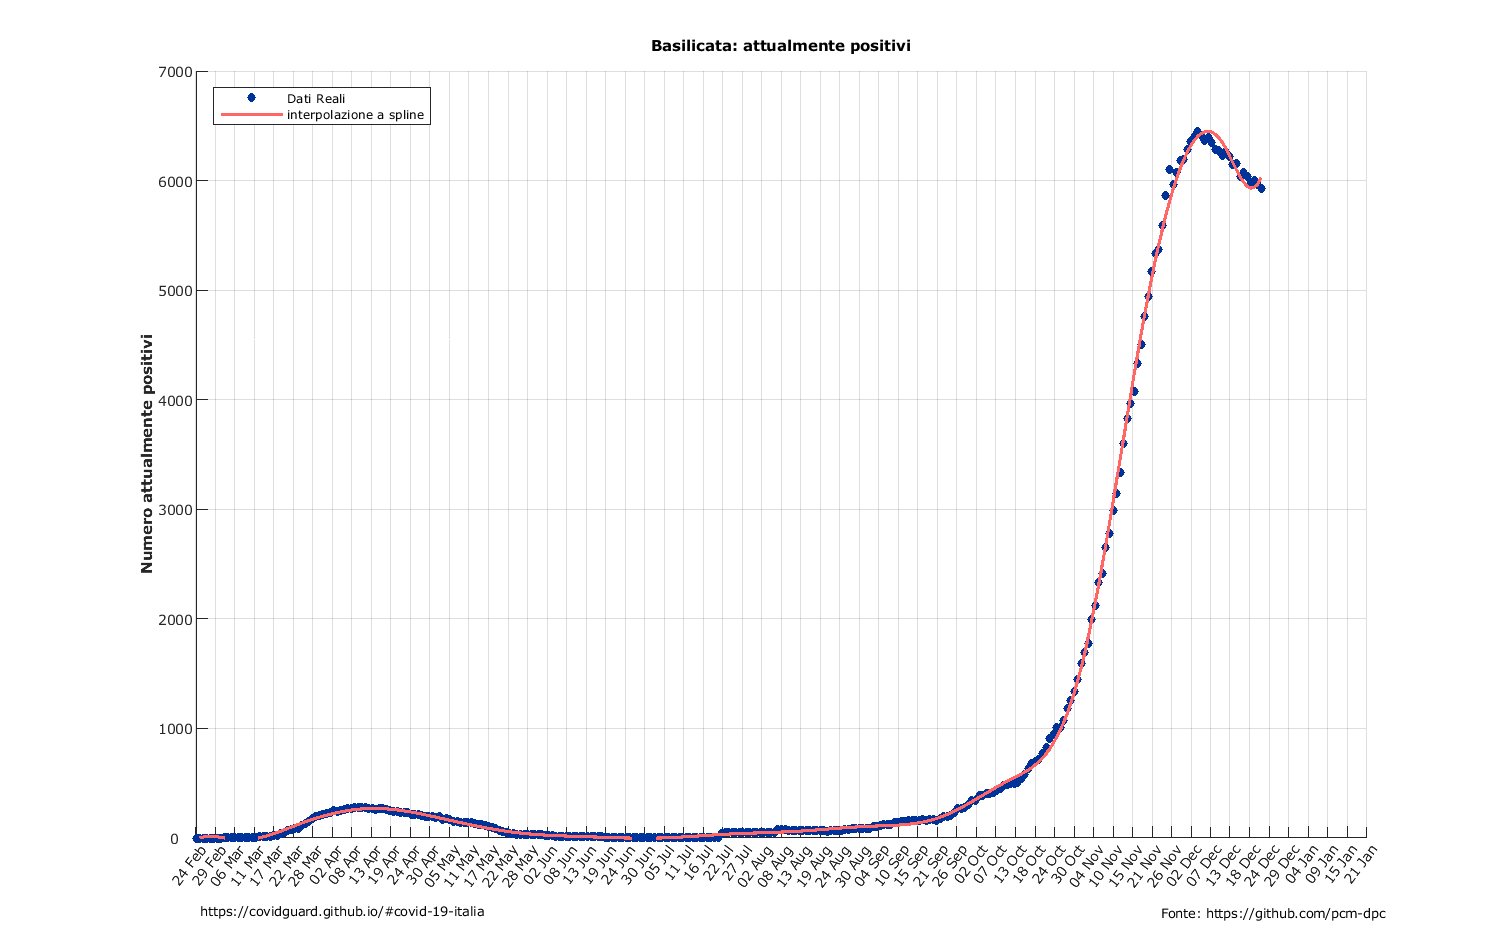 Basilicata: attualmente positivi
7000
6000
5000
4000
3000
2000
1000
0
Numero attualmente positivi
Dati Reali
interpolazione a spline
24 Feb
29 Feb
06 Mar
11 Mar
17 Mar
22 Mar
28 Mar
02 Apr
08 Apr
13 Apr
19 Apr
24 Apr
30 Apr
05 May
11 May
17 May
22 May
28 May
02 Jun
08 Jun
13 Jun
19 Jun
24 Jun
30 Jun
05 Jul
11 Jul
16 Jul
22 Jul
27 Jul
02 Aug
08 Aug
13 Aug
19 Aug
24 Aug
30 Aug
04 Sep
10 Sep
15 Sep
21 Sep
26 Sep
02 Oct
07 Oct
13 Oct
18 Oct
24 Oct
30 Oct
04 Nov
10 Nov
15 Nov
21 Nov
26 Nov
02 Dec
07 Dec
13 Dec
18 Dec
24 Dec
29 Dec
04 Jan
09 Jan
15 Jan
21 Jan
https://covidguard.github.io/#covid-19-italia
Fonte: https://github.com/pcm-dpc